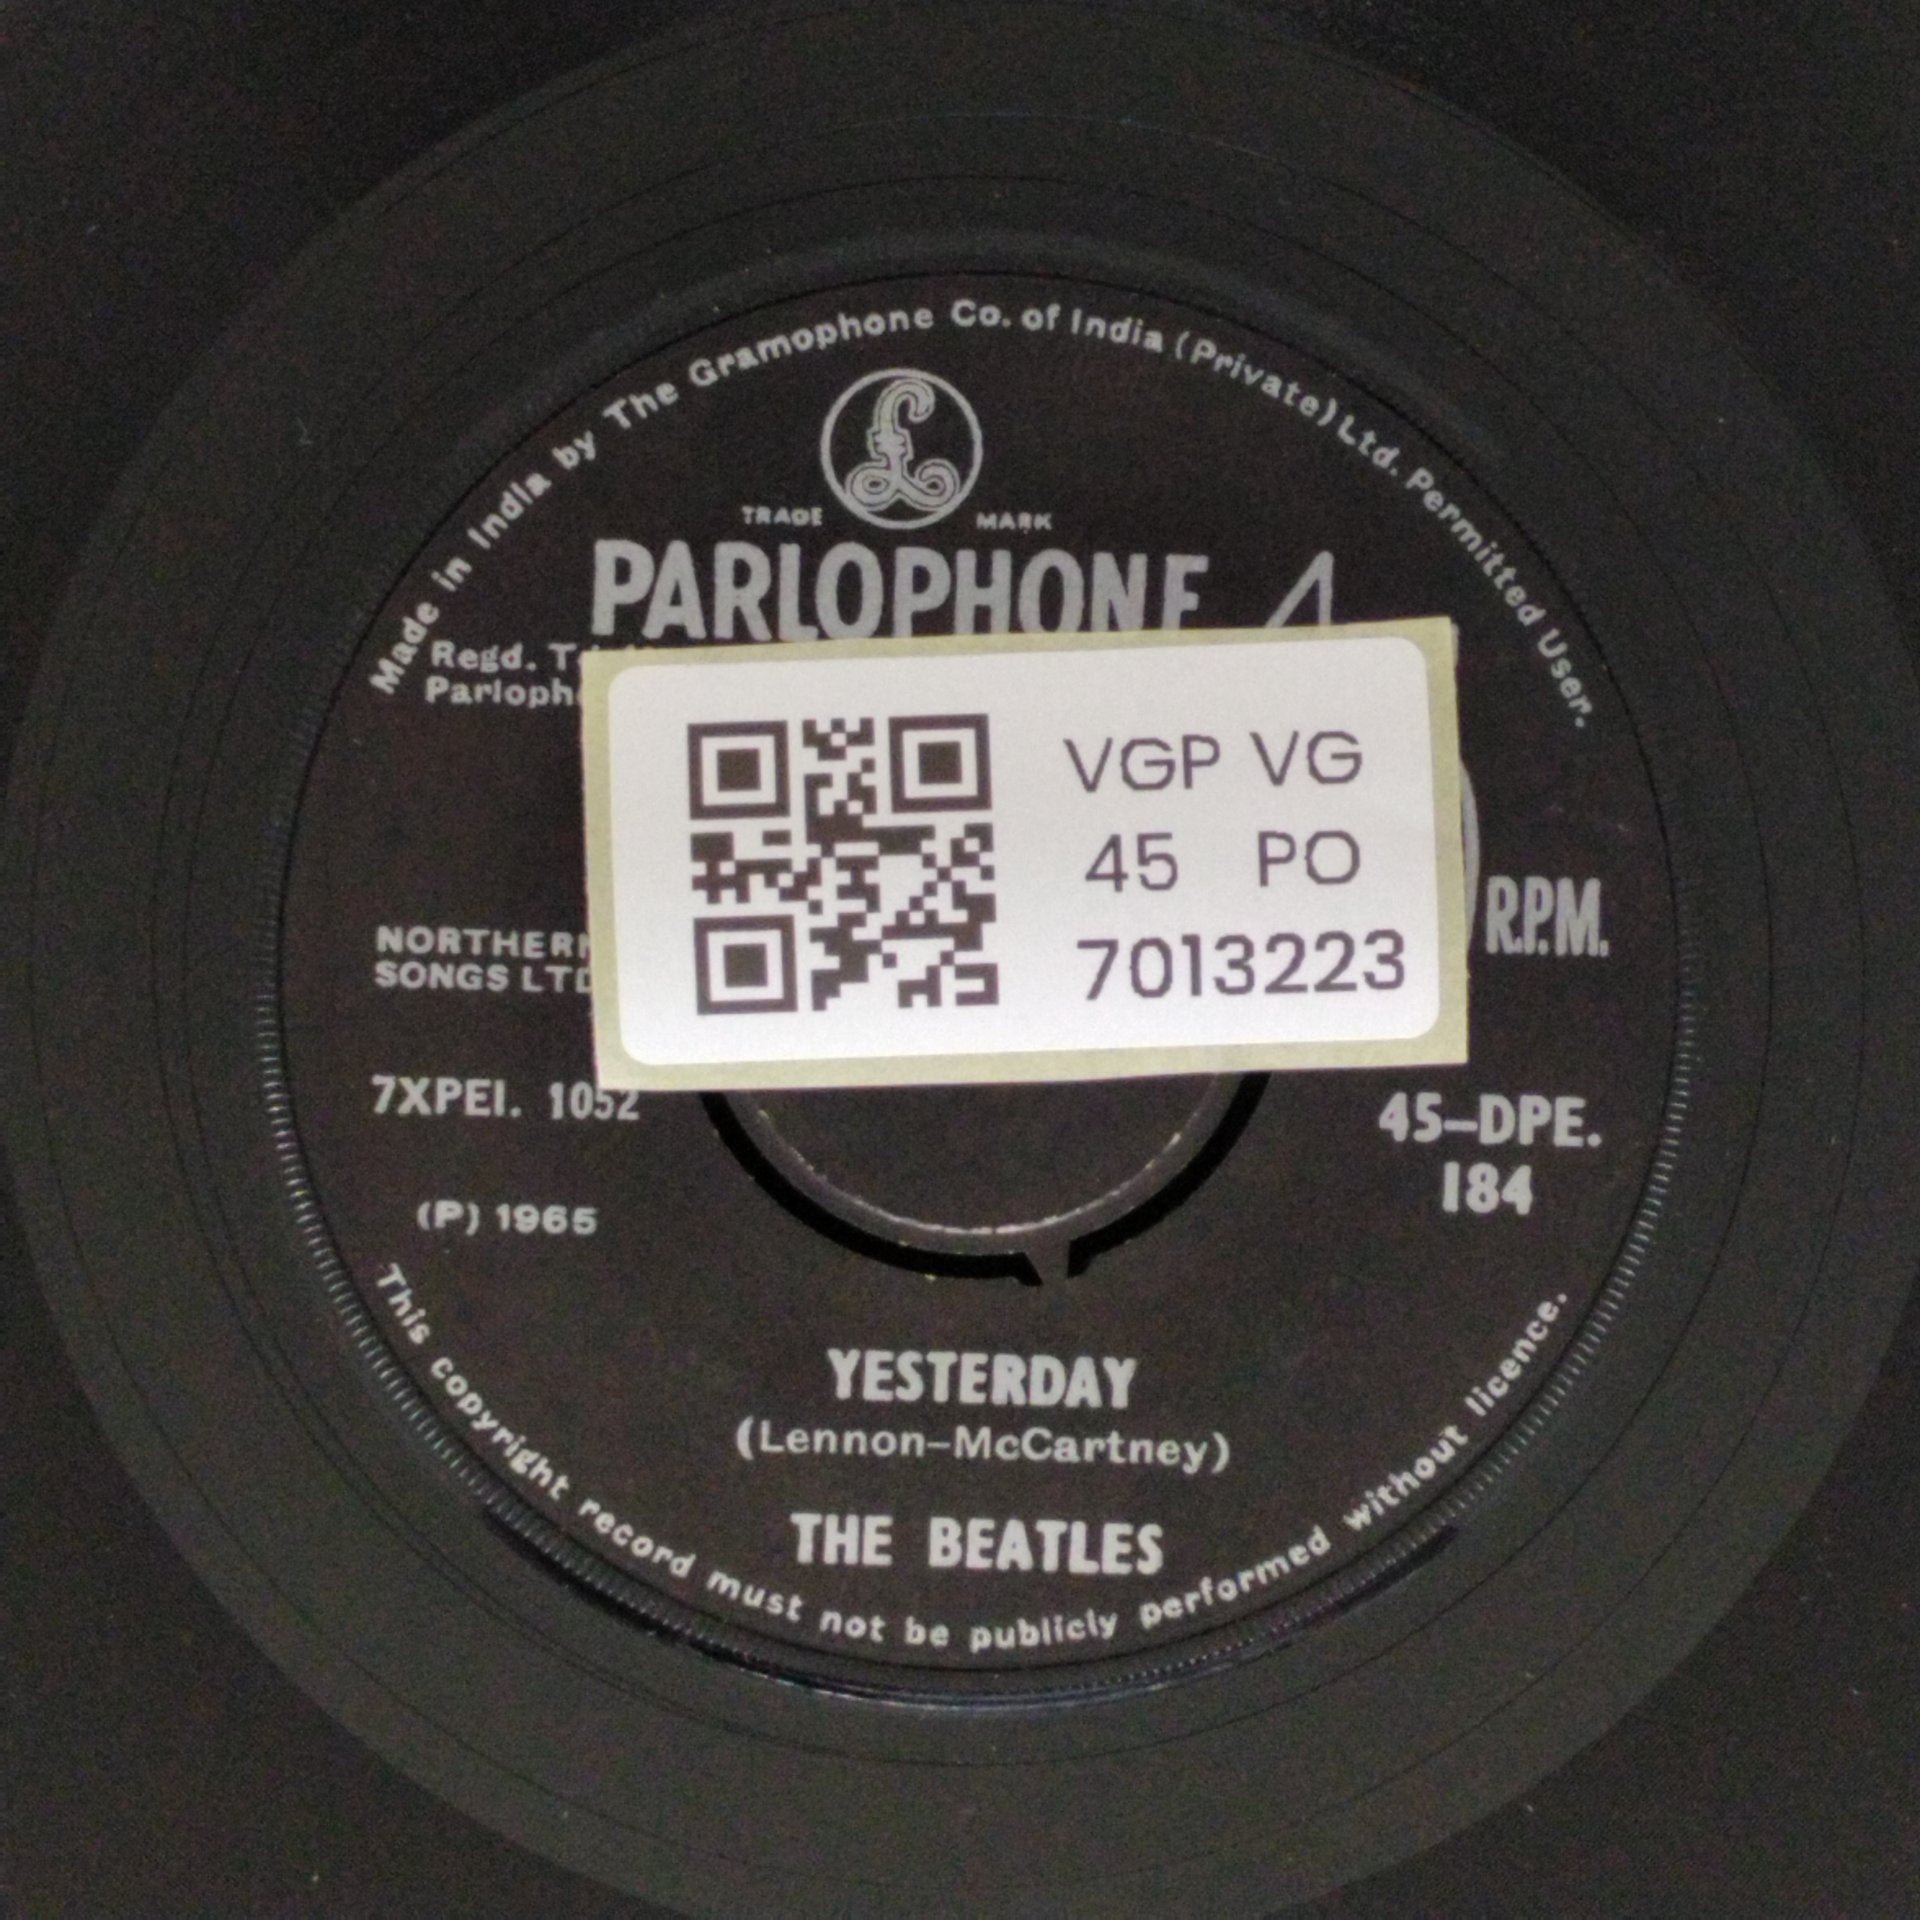 Made in India by The Gramophone Co. of India (Private) Ltd. Permitted User.
TRADE MARK
PARLOPHONE
Regd.
NORTHERN
SONGS LTD
VGP VG
45 PO
7013223
R.P.M.
7XPEI. 1052
45-DPE.
184
(P) 1965
YESTERDAY
(Lennon-McCartney)
THE BEATLES
This copyright record must not be publicly performed without licence.